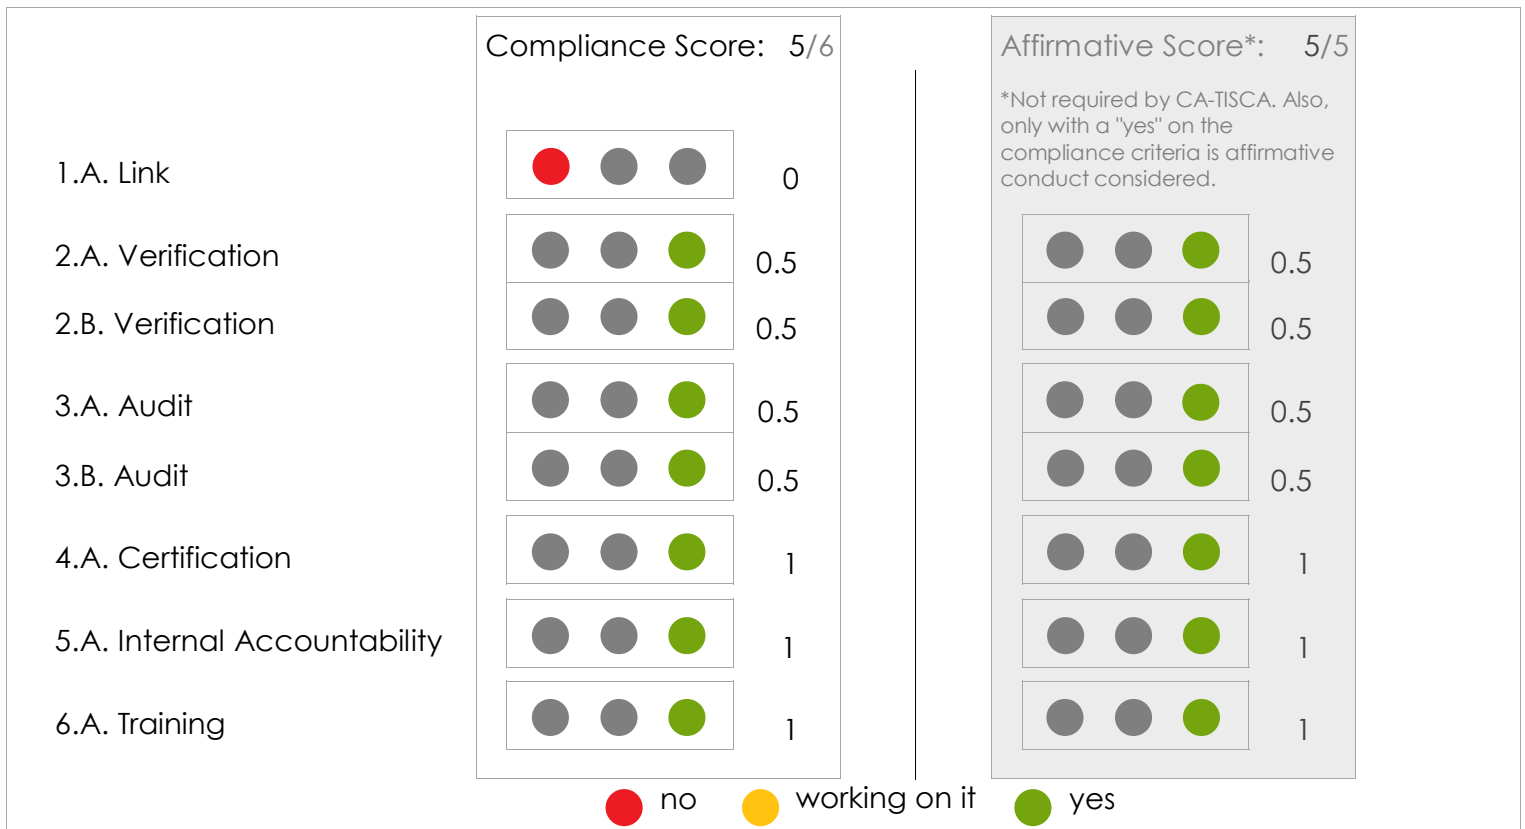 Compliance Score: 5/6
Affirmative Score*: 5/5
*Not required by CA-TISCA. Also,
only with a "yes" on the
compliance criteria is affirmative
conduct considered.
1.A. Link 0
2.A. Verification 0.5 0.5
2.B. Verification 0.5 0.5
3.A. Audit 0.5 0.5
3.B. Audit 0.5 0.5
4.A. Certification 1 1
5.A. Internal Accountability 1 1
6.A. Training 1 1
no working on it yes